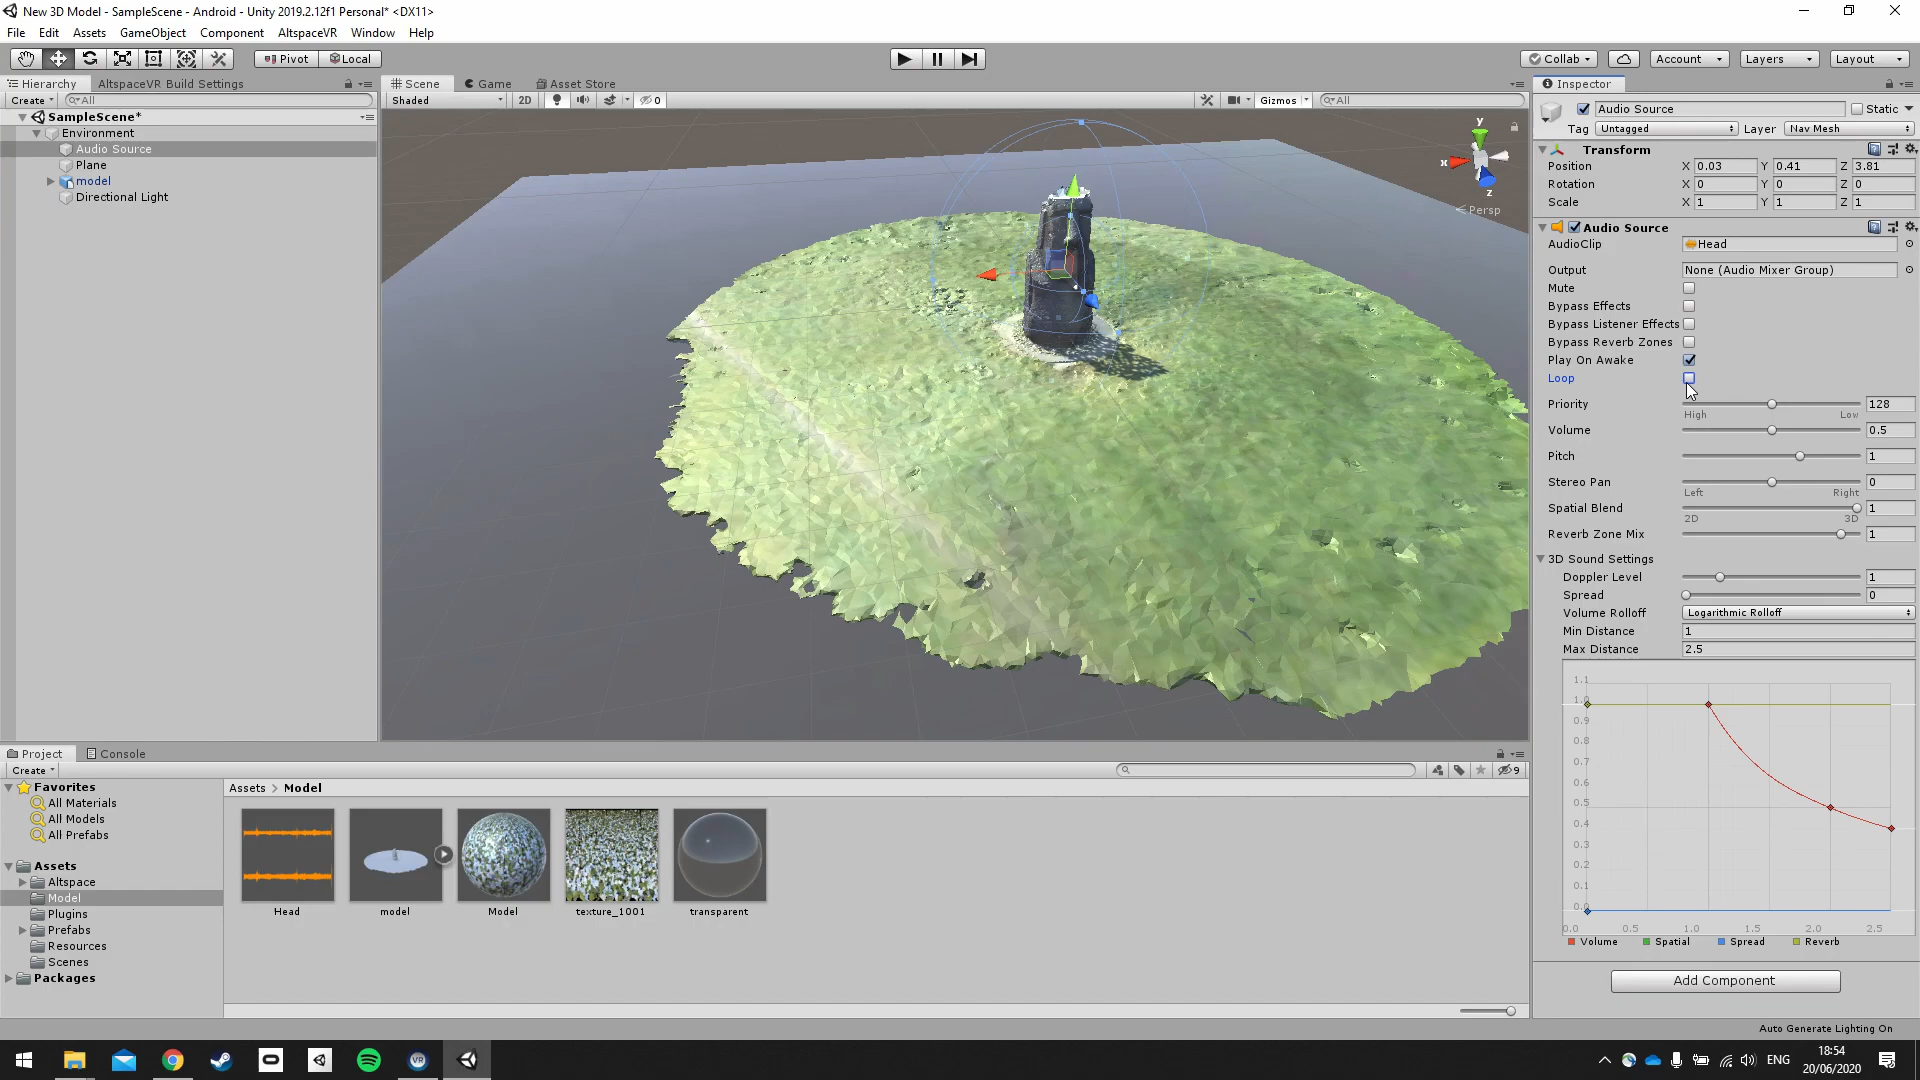 New 3D Model - SampleScene - Android - Unity 2019.2.12f1 Personal* <DX11>
File Edit Assets GameObject Component AltspaceVR Window Help
Pivot Local
Collab Account Layers Layout
Hierarchy AltspaceVR Build Settings
Scene Game Asset Store
Inspector
Create All
Shaded 2D 0 Gizmos All
SampleScene*
Environment
Audio Source
Plane
model
Directional Light
y
x
z
Persp
Audio Source Static
Tag Untagged Layer Nav Mesh
Transform
Position X 0.03 Y 0.41 Z 3.81
Rotation X 0 Y 0 Z 0
Scale X 1 Y 1 Z 1
Audio Source
AudioClip Head
Output None (Audio Mixer Group)
Mute
Bypass Effects
Bypass Listener Effects
Bypass Reverb Zones
Play On Awake
Loop
Priority 128
High Low
Volume 0.5
Pitch 1
Stereo Pan 0
Left Right
Spatial Blend 1
2D 3D
Reverb Zone Mix 1
3D Sound Settings
Doppler Level 1
Spread 0
Volume Rolloff Logarithmic Rolloff
Min Distance 1
Max Distance 2.5
1.1
1.0
0.9
0.8
0.7
0.6
0.5
0.4
0.3
0.2
0.1
0.0
0.0 0.5 1.0 1.5 2.0 2.5
Volume Spatial Spread Reverb
Add Component
Project Console
Create
9
Favorites
All Materials
All Models
All Prefabs
Assets
Altspace
Model
Plugins
Prefabs
Resources
Scenes
Packages
Assets > Model
Head model Model texture_1001 transparent
Auto Generate Lighting On
VR
ENG
18:54
20/06/2020